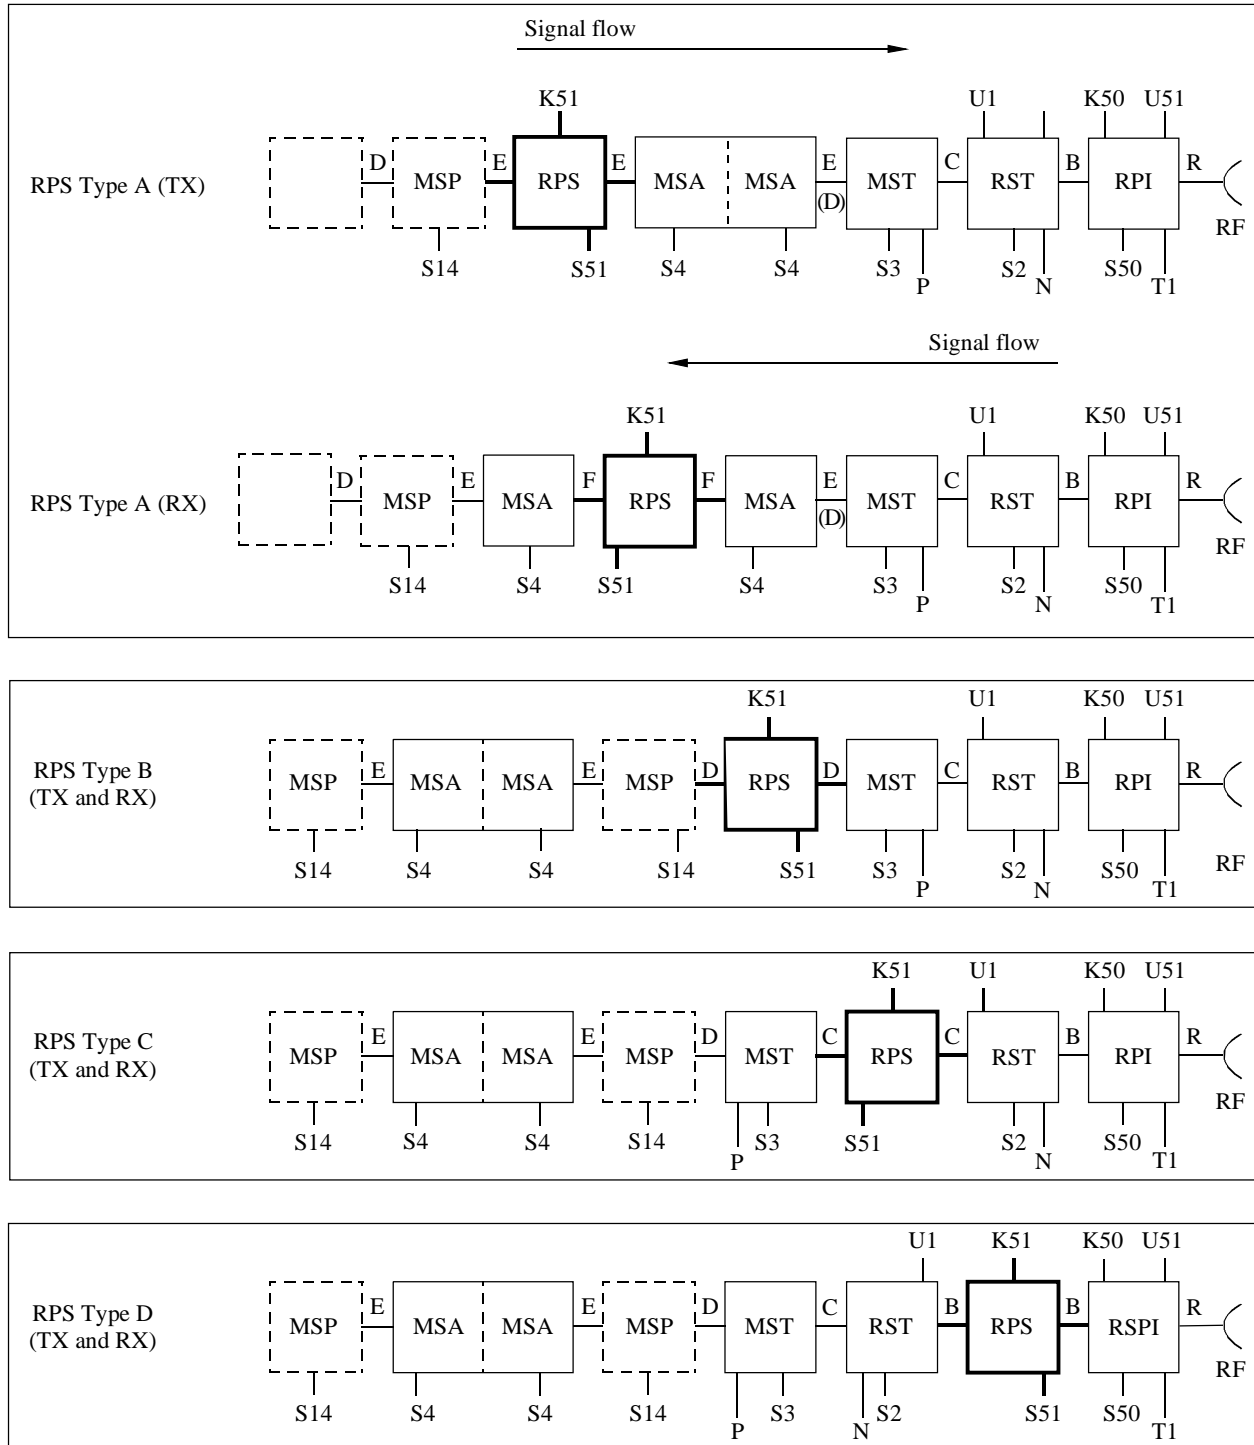 Signal flow
K51 U1 K50 U51
RPS Type A (TX) D MSP E RPS E MSA MSA E (D) MST C RST B RPI R
RF
S14 S51 S4 S4 S3 P S2 N S50 T1
Signal flow
K51 U1 K50 U51
RPS Type A (RX) D MSP E MSA F RPS F MSA E (D) MST C RST B RPI R
RF
S14 S4 S51 S4 S3 P S2 N S50 T1
K51 U1 K50 U51
RPS Type B
(TX and RX)
MSP E MSA MSA E MSP D RPS D MST C RST B RPI R
RF
S14 S4 S4 S14 S51 S3 P S2 N S50 T1
K51 U1 K50 U51
RPS Type C
(TX and RX)
MSP E MSA MSA E MSP D MST C RPS C RST B RPI R
RF
S14 S4 S4 S14 P S3 S51 S2 N S50 T1
U1 K51 K50 U51
RPS Type D
(TX and RX)
MSP E MSA MSA E MSP D MST C RST B RPS B RSPI R
RF
S14 S4 S4 S14 P S3 N S2 S51 S50 T1